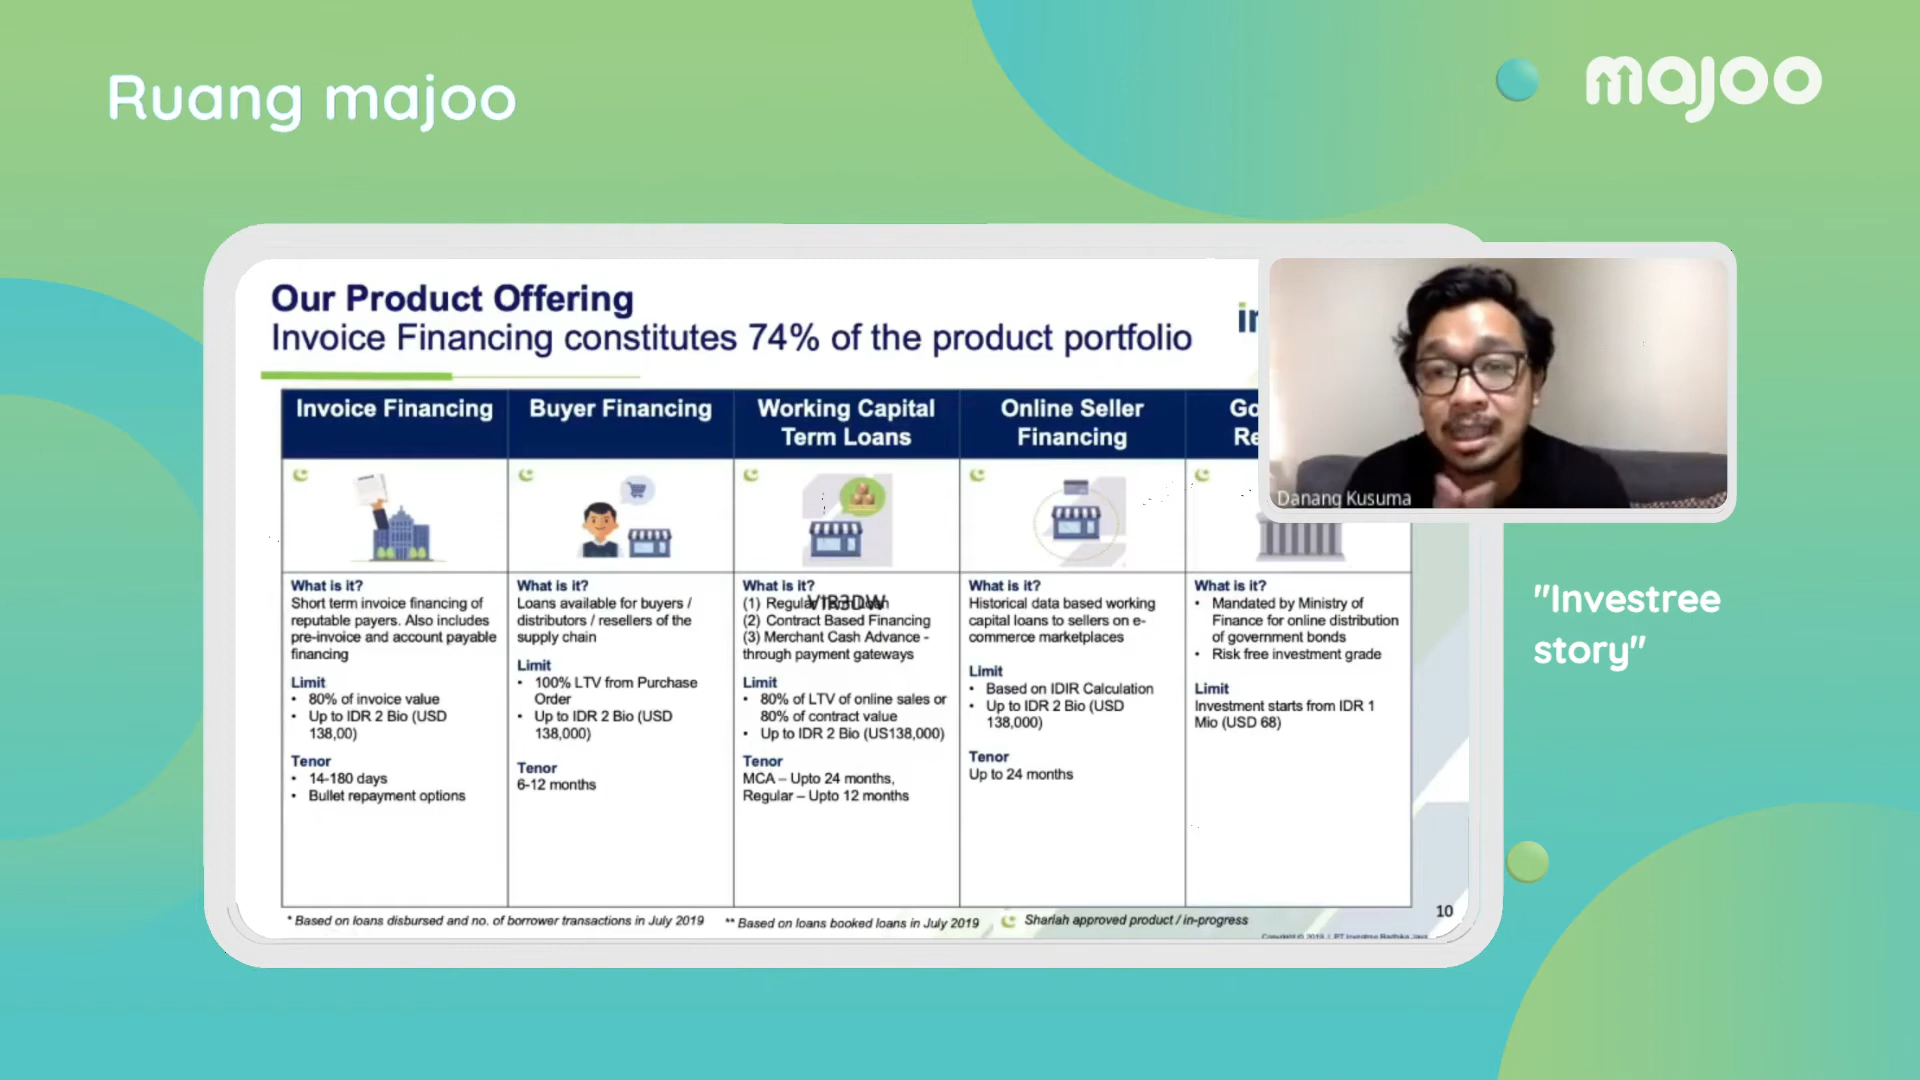 Ruang majoo
majoo
Our Product Offering
Invoice Financing constitutes 74% of the product portfolio
Invoice Financing
Buyer Financing
Working Capital
Term Loans
Online Seller
Financing
What is it?
Short term invoice financing of
reputable payers. Also includes
pre-invoice and account payable
financing
Limit
• 80% of invoice value
• Up to IDR 2 Bio (USD
138,00)
Tenor
• 14-180 days
• Bullet repayment options
What is it?
Loans available for buyers /
distributors / resellers of the
supply chain
Limit
• 100% LTV from Purchase
Order
• Up to IDR 2 Bio (USD
138,000)
Tenor
6-12 months
What is it?
(1) Regular
V1R3DW
(2) Contract Based Financing
(3) Merchant Cash Advance -
through payment gateways
Limit
• 80% of LTV of online sales or
80% of contract value
• Up to IDR 2 Bio (US138,000)
Tenor
MCA – Upto 24 months,
Regular – Upto 12 months
What is it?
Historical data based working
capital loans to sellers on e-
commerce marketplaces
Limit
• Based on IDIR Calculation
• Up to IDR 2 Bio (USD
138,000)
Tenor
Up to 24 months
What is it?
• Mandated by Ministry of
Finance for online distribution
of government bonds
• Risk free investment grade
Limit
Investment starts from IDR 1
Mio (USD 68)
* Based on loans disbursed and no. of borrower transactions in July 2019
** Based on loans booked loans in July 2019
Shariah approved product / in-progress
10
Danang Kusuma
"Investree
story"